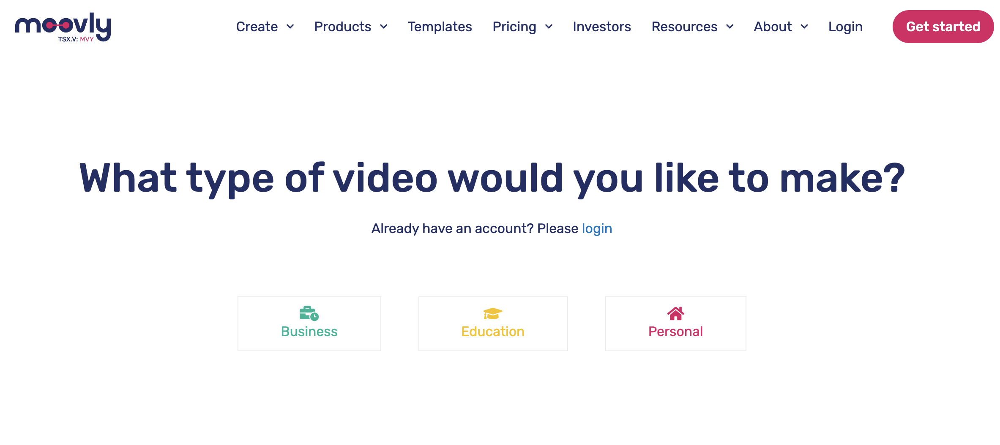 moovly
TSX.V: MVY
Create Products Templates Pricing Investors Resources About Login Get started
What type of video would you like to make?
Already have an account? Please login
Business Education Personal